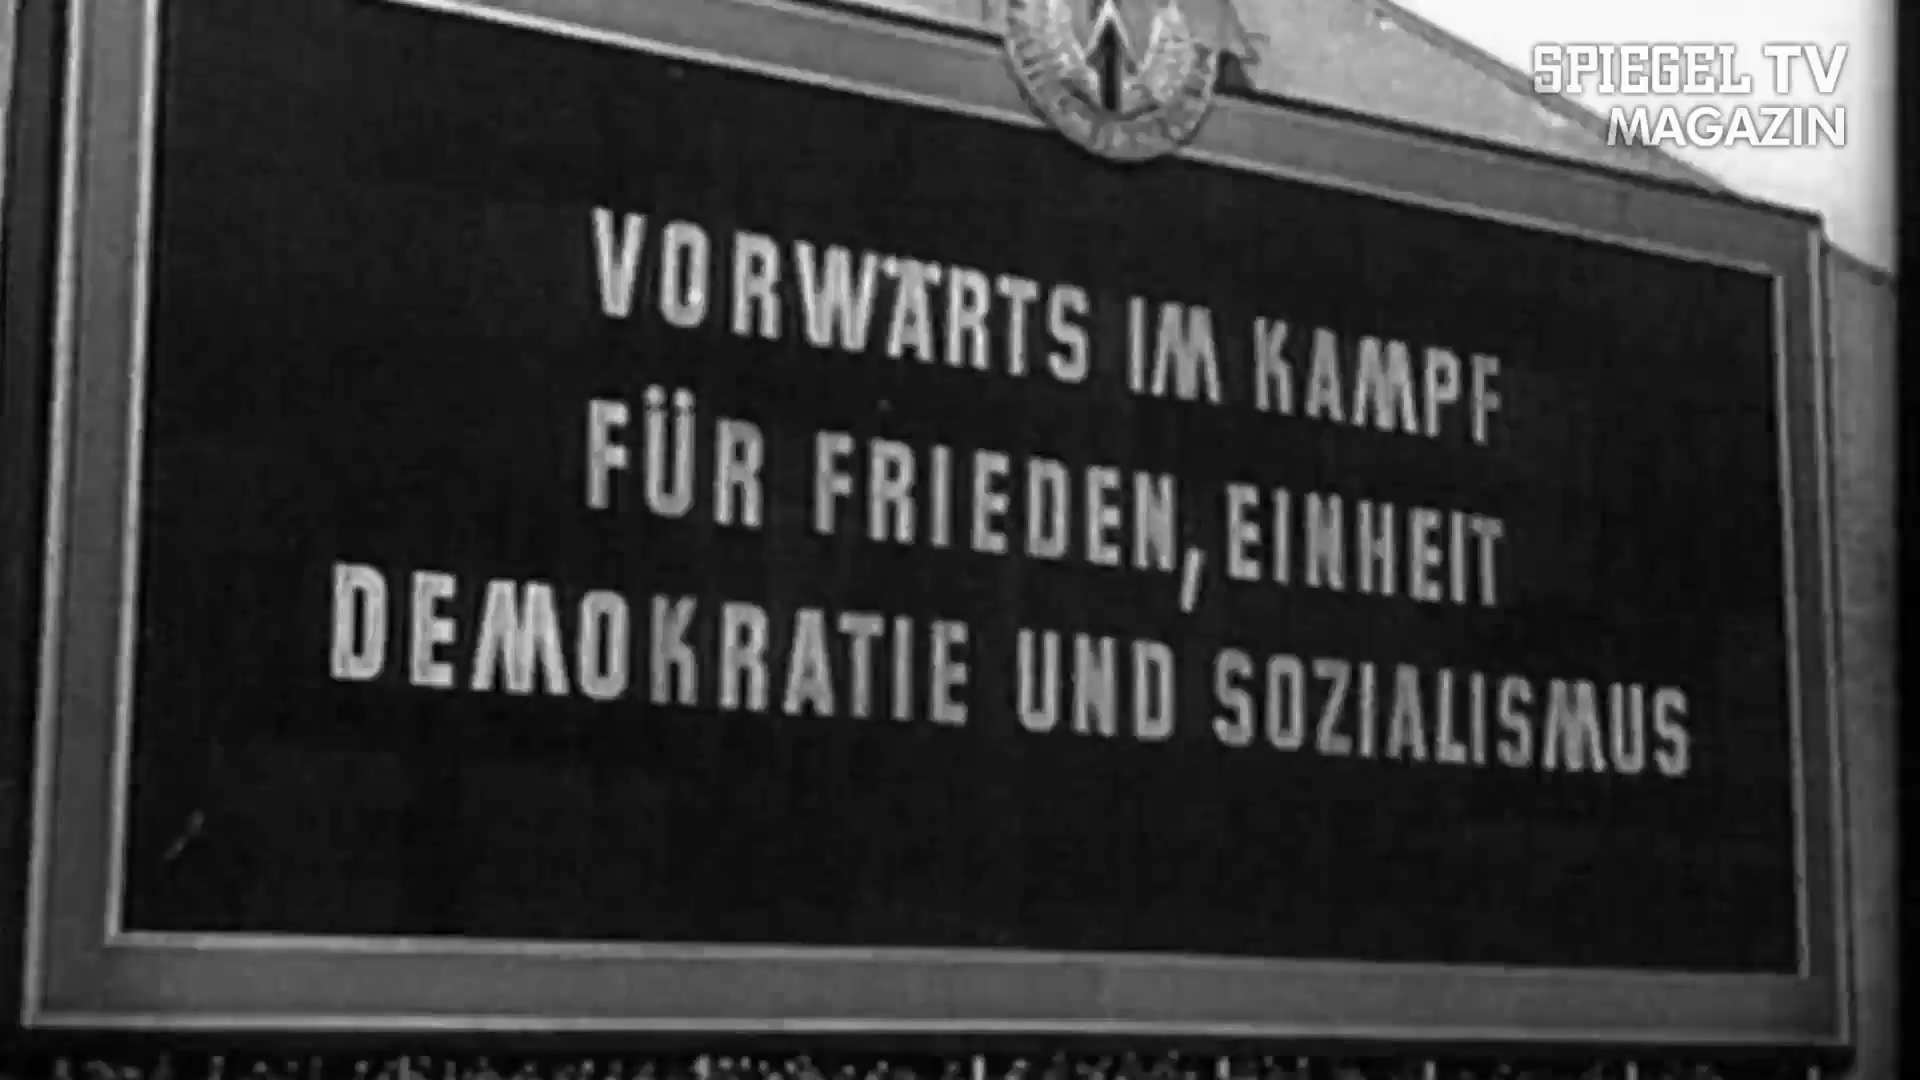 SPIEGEL TV
MAGAZIN
VORWÄRTS IM KAMPF
FÜR FRIEDEN, EINHEIT
DEMOKRATIE UND SOZIALISMUS